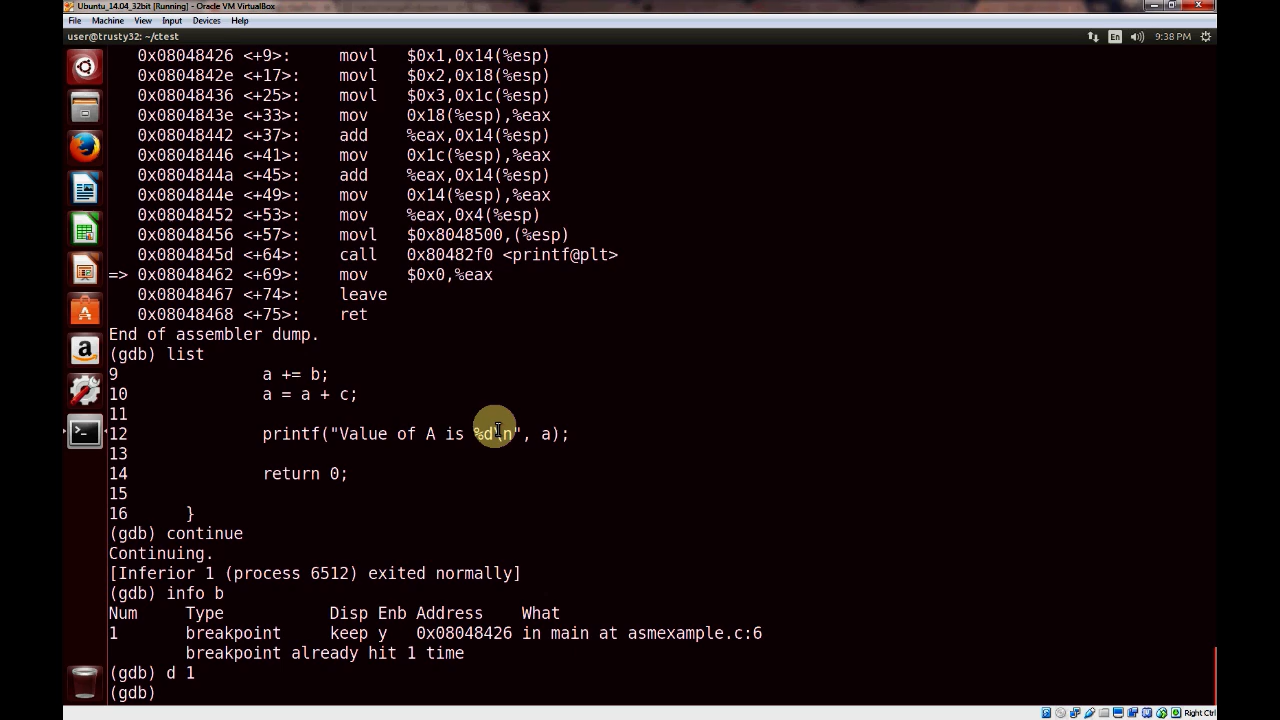 Ubuntu_14.04_32bit [Running] - Oracle VM VirtualBox
File Machine View Input Devices Help
user@trusty32: ~/ctest En 9:38 PM
0x08048426 <+9>: movl $0x1,0x14(%esp)
0x0804842e <+17>: movl $0x2,0x18(%esp)
0x08048436 <+25>: movl $0x3,0x1c(%esp)
0x0804843e <+33>: mov 0x18(%esp),%eax
0x08048442 <+37>: add %eax,0x14(%esp)
0x08048446 <+41>: mov 0x1c(%esp),%eax
0x0804844a <+45>: add %eax,0x14(%esp)
0x0804844e <+49>: mov 0x14(%esp),%eax
0x08048452 <+53>: mov %eax,0x4(%esp)
0x08048456 <+57>: movl $0x8048500,(%esp)
0x0804845d <+64>: call 0x80482f0 <printf@plt>
=> 0x08048462 <+69>: mov $0x0,%eax
0x08048467 <+74>: leave
0x08048468 <+75>: ret
End of assembler dump.
(gdb) list
9 a += b;
10 a = a + c;
11
12 printf("Value of A is %d\n", a);
13
14 return 0;
15
16 }
(gdb) continue
Continuing.
[Inferior 1 (process 6512) exited normally]
(gdb) info b
Num Type Disp Enb Address What
1 breakpoint keep y 0x08048426 in main at asmexample.c:6
breakpoint already hit 1 time
(gdb) d 1
(gdb)
Right Ctrl